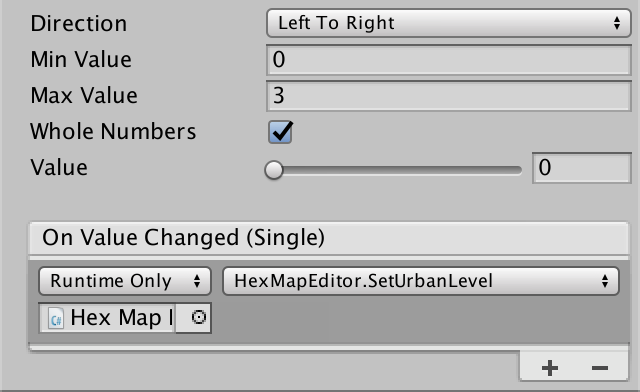 Direction Left To Right
Min Value 0
Max Value 3
Whole Numbers
Value 0
On Value Changed (Single)
Runtime Only HexMapEditor.SetUrbanLevel
C# Hex Map